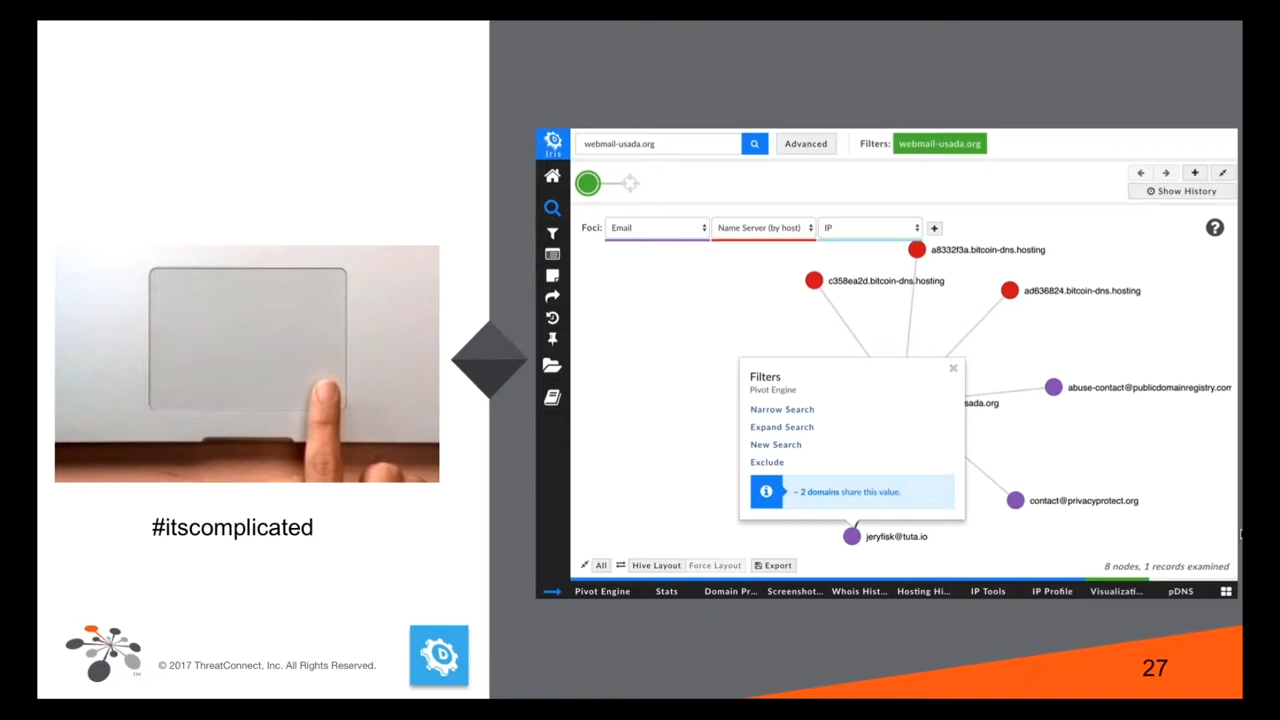 #itscomplicated
© 2017 ThreatConnect, Inc. All Rights Reserved.
TM
Iris
webmail-usada.org
Advanced
Filters:
webmail-usada.org
Show History
Foci:
Email
Name Server (by host)
IP
a8332f3a.bitcoin-dns.hosting
c358ea2d.bitcoin-dns.hosting
ad636824.bitcoin-dns.hosting
Filters
Pivot Engine
Narrow Search
Expand Search
New Search
Exclude
~ 2 domains share this value.
abuse-contact@publicdomainregistry.com
sada.org
contact@privacyprotect.org
jeryfisk@tuta.io
All
Hive Layout
Force Layout
Export
8 nodes, 1 records examined
Pivot Engine
Stats
Domain Pr...
Screenshot...
Whois Hist...
Hosting Hi...
IP Tools
IP Profile
Visualizati...
pDNS
27